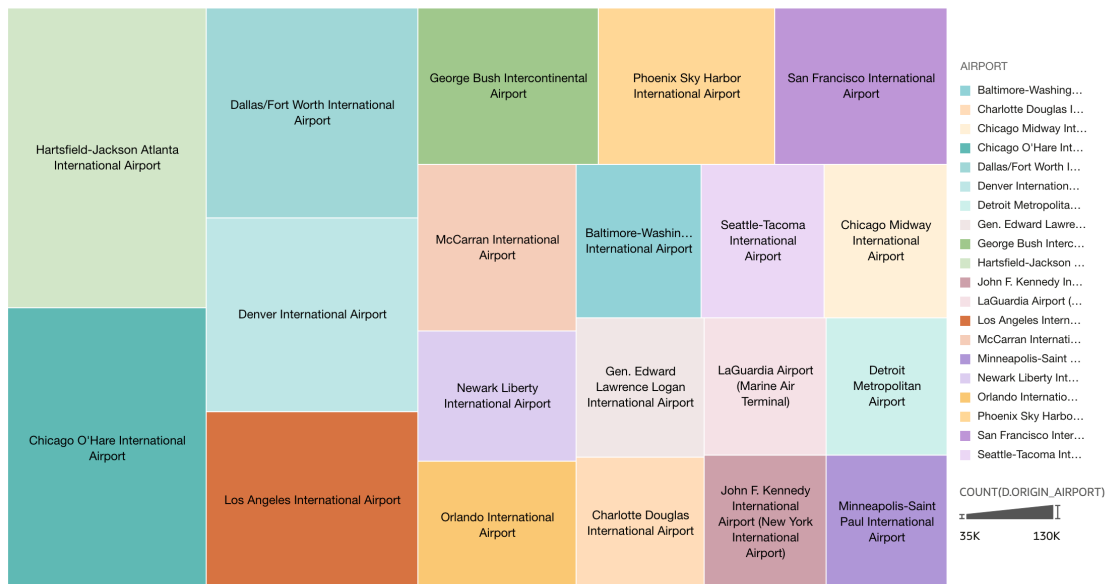 Hartsfield-Jackson Atlanta
International Airport
Chicago O'Hare International
Airport
Dallas/Fort Worth International
Airport
Denver International Airport
Los Angeles International Airport
George Bush Intercontinental
Airport
Phoenix Sky Harbor
International Airport
San Francisco International
Airport
McCarran International
Airport
Baltimore-Washin...
International Airport
Seattle-Tacoma
International
Airport
Chicago Midway
International
Airport
Newark Liberty
International Airport
Gen. Edward
Lawrence Logan
International Airport
LaGuardia Airport
(Marine Air
Terminal)
Detroit
Metropolitan
Airport
Orlando International
Airport
Charlotte Douglas
International Airport
John F. Kennedy
International
Airport (New York
International
Airport)
Minneapolis-Saint
Paul International
Airport
AIRPORT
Baltimore-Washing...
Charlotte Douglas I...
Chicago Midway Int...
Chicago O'Hare Int...
Dallas/Fort Worth I...
Denver Internation...
Detroit Metropolita...
Gen. Edward Lawre...
George Bush Interc...
Hartsfield-Jackson ...
John F. Kennedy In...
LaGuardia Airport (...
Los Angeles Intern...
McCarran Internati...
Minneapolis-Saint ...
Newark Liberty Int...
Orlando Internatio...
Phoenix Sky Harbo...
San Francisco Inter...
Seattle-Tacoma Int...
COUNT(D.ORIGIN_AIRPORT)
35K 130K